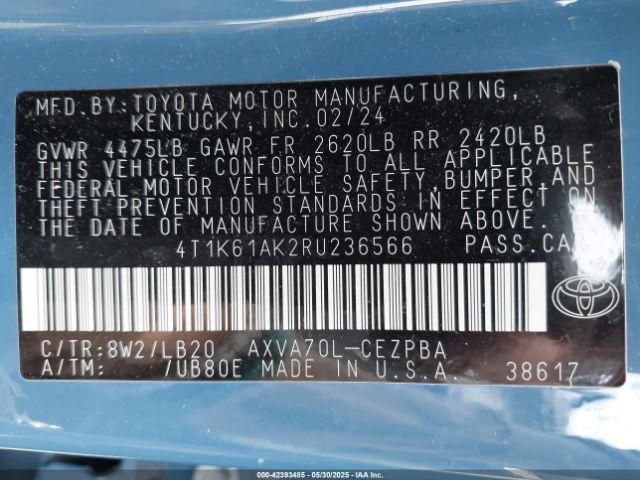 MFD. BY: TOYOTA MOTOR MANUFACTURING,
KENTUCKY, INC. 02/24
GVWR 4475LB GAWR FR 2620LB RR 2420LB
THIS VEHICLE CONFORMS TO ALL APPLICABLE
FEDERAL MOTOR VEHICLE SAFETY, BUMPER, AND
THEFT PREVENTION STANDARDS IN EFFECT ON
THE DATE OF MANUFACTURE SHOWN ABOVE.
4T1K61AK2RU236566 PASS. CAR
C/TR: 8W2/LB20 AXVA70L-CEZPBA
A/TM: /UB80E MADE IN U.S.A. 38617
000-42393485 - 05/30/2025 - IAAI.COM